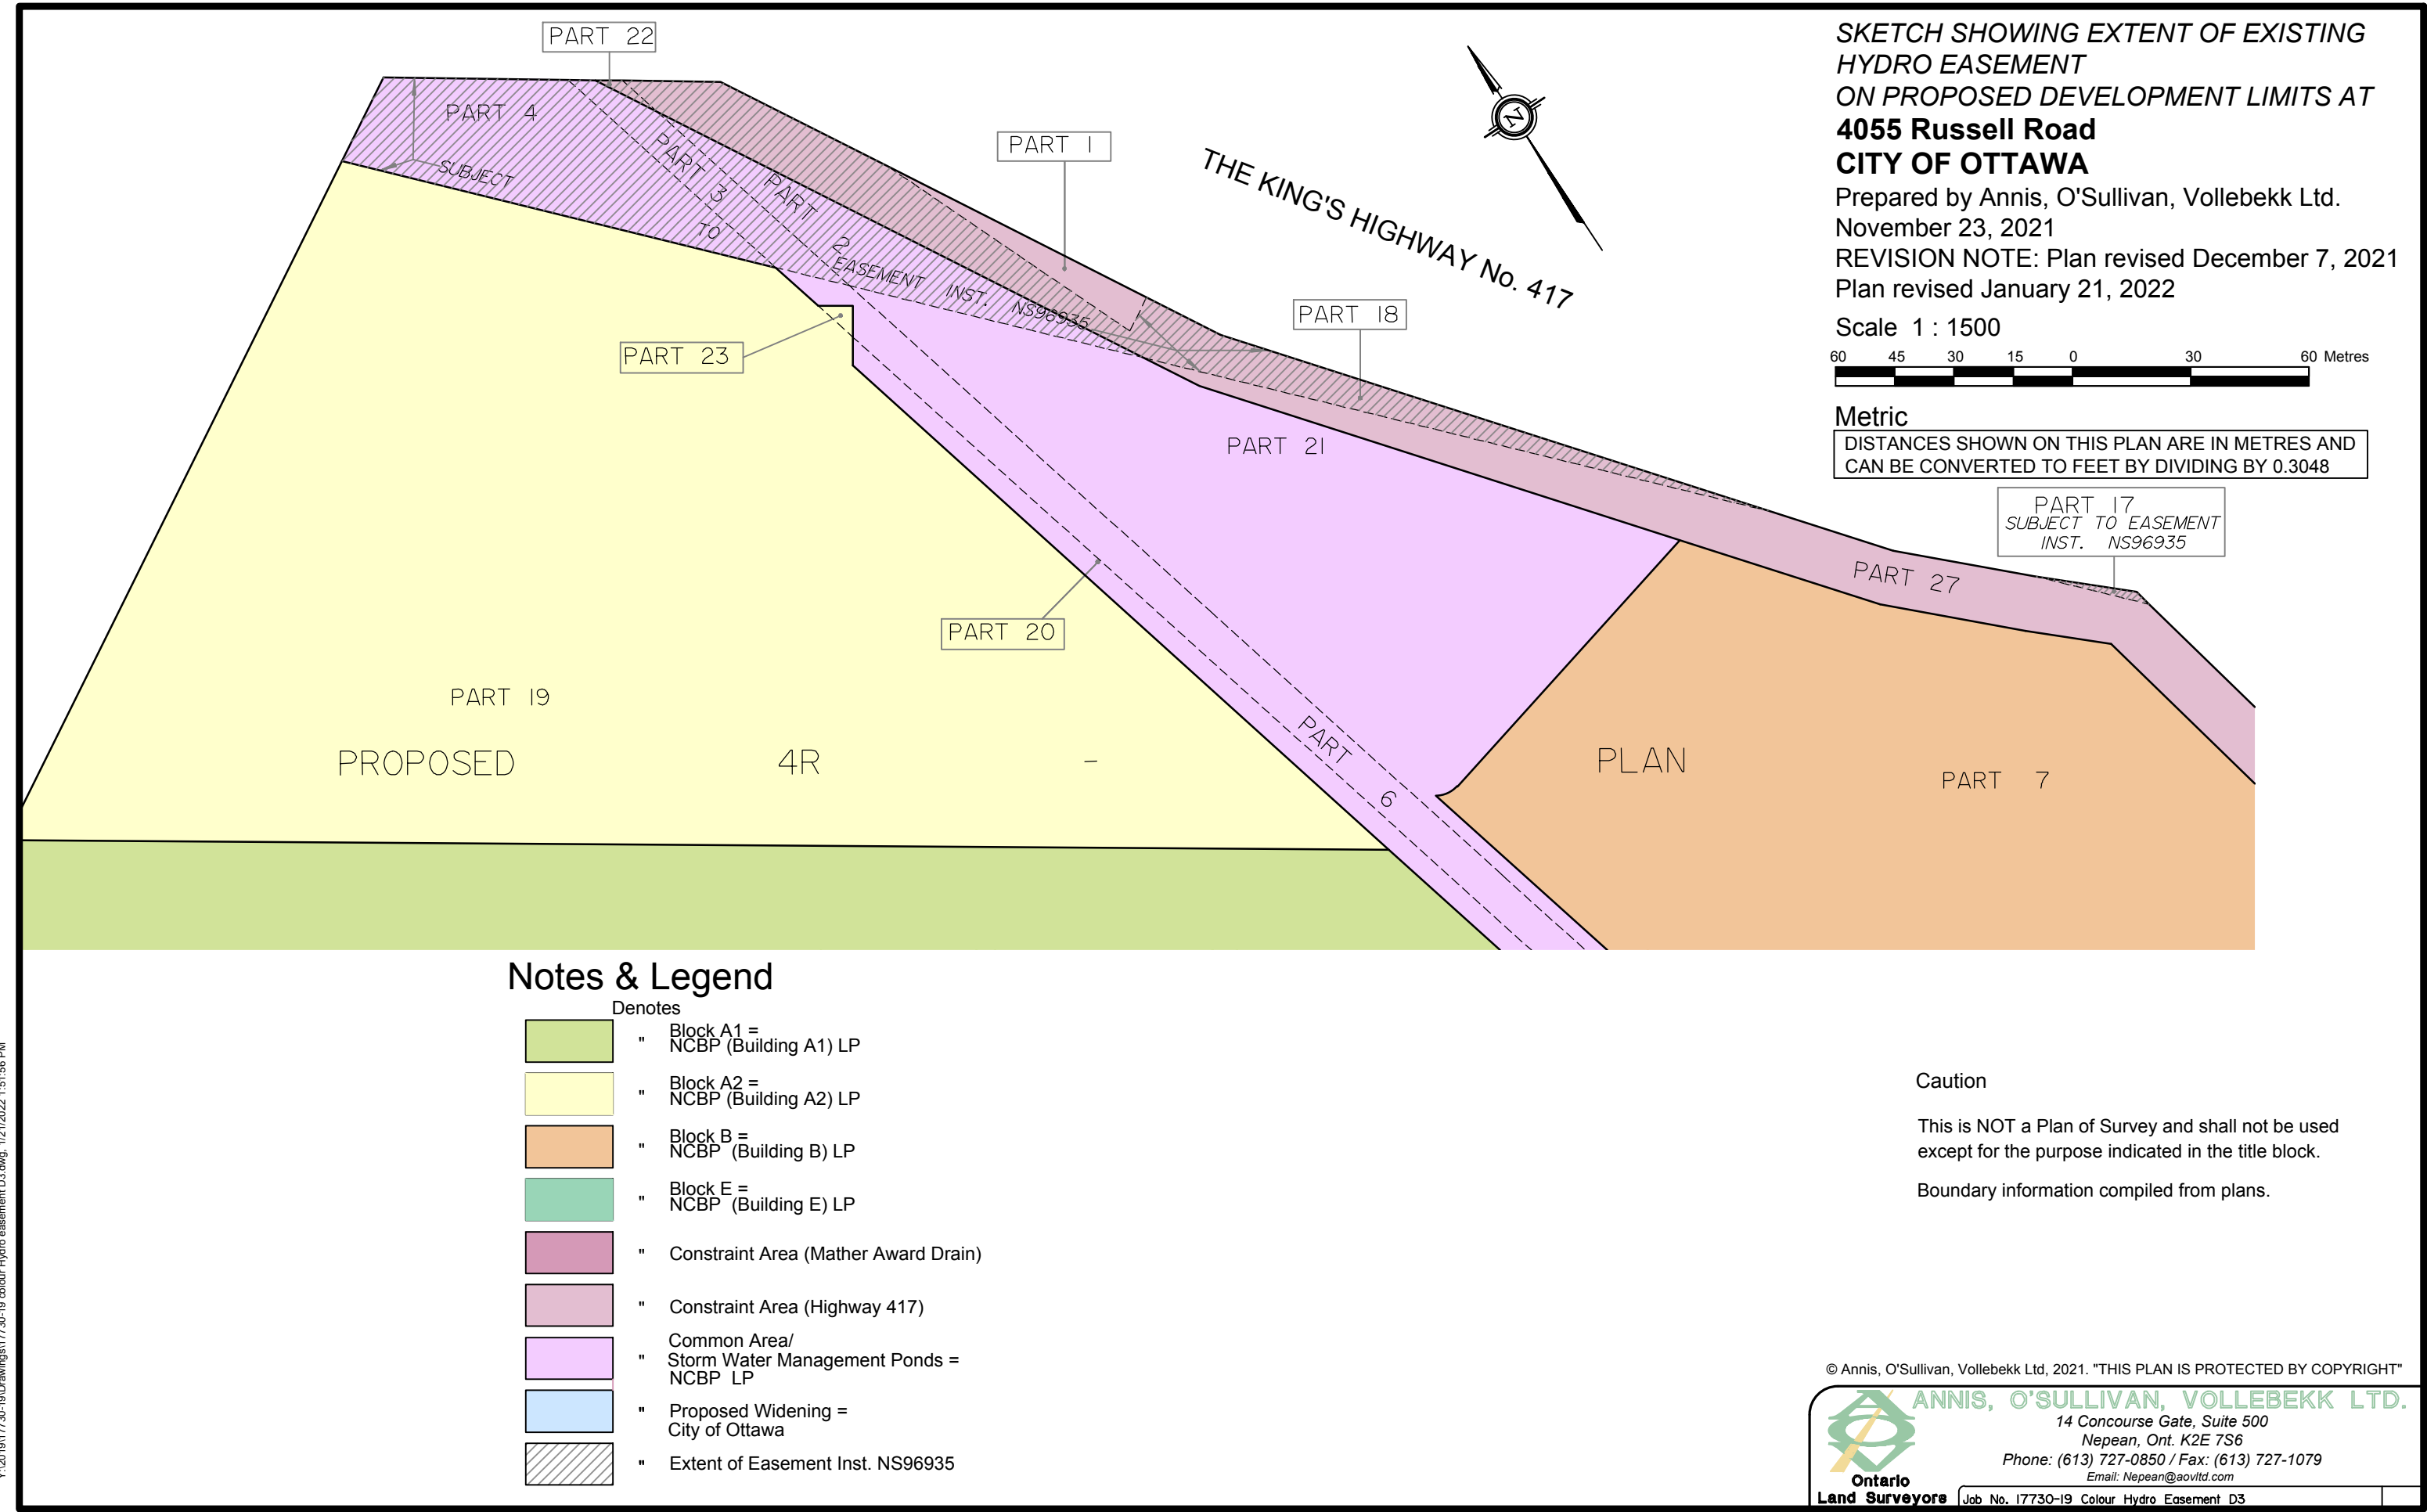 SKETCH SHOWING EXTENT OF EXISTING
HYDRO EASEMENT
ON PROPOSED DEVELOPMENT LIMITS AT
4055 Russell Road
CITY OF OTTAWA
Prepared by Annis, O'Sullivan, Vollebekk Ltd.
November 23, 2021
REVISION NOTE: Plan revised December 7, 2021
Plan revised January 21, 2022
Scale 1 : 1500
60 45 30 15 0 30 60 Metres
Metric
DISTANCES SHOWN ON THIS PLAN ARE IN METRES AND
CAN BE CONVERTED TO FEET BY DIVIDING BY 0.3048
N
THE KING'S HIGHWAY No. 417
PART 22
PART 4
PART 3
PART 2
PART 1
SUBJECT TO EASEMENT INST. NS96935
PART 18
PART 23
PART 21
PART 17
SUBJECT TO EASEMENT
INST. NS96935
PART 27
PART 20
PART 19
PART 6
PART 7
PROPOSED 4R - PLAN
Notes & Legend
Denotes
" Block A1 =
NCBP (Building A1) LP
" Block A2 =
NCBP (Building A2) LP
" Block B =
NCBP (Building B) LP
" Block E =
NCBP (Building E) LP
" Constraint Area (Mather Award Drain)
" Constraint Area (Highway 417)
Common Area/
" Storm Water Management Ponds =
NCBP LP
" Proposed Widening =
City of Ottawa
" Extent of Easement Inst. NS96935
Caution
This is NOT a Plan of Survey and shall not be used
except for the purpose indicated in the title block.
Boundary information compiled from plans.
© Annis, O'Sullivan, Vollebekk Ltd, 2021. "THIS PLAN IS PROTECTED BY COPYRIGHT"
ANNIS, O'SULLIVAN, VOLLEBEKK LTD.
14 Concourse Gate, Suite 500
Nepean, Ont. K2E 7S6
Phone: (613) 727-0850 / Fax: (613) 727-1079
Email: Nepean@aovltd.com
Ontario
Land Surveyors
Job No. 17730-19 Colour Hydro Easement D3